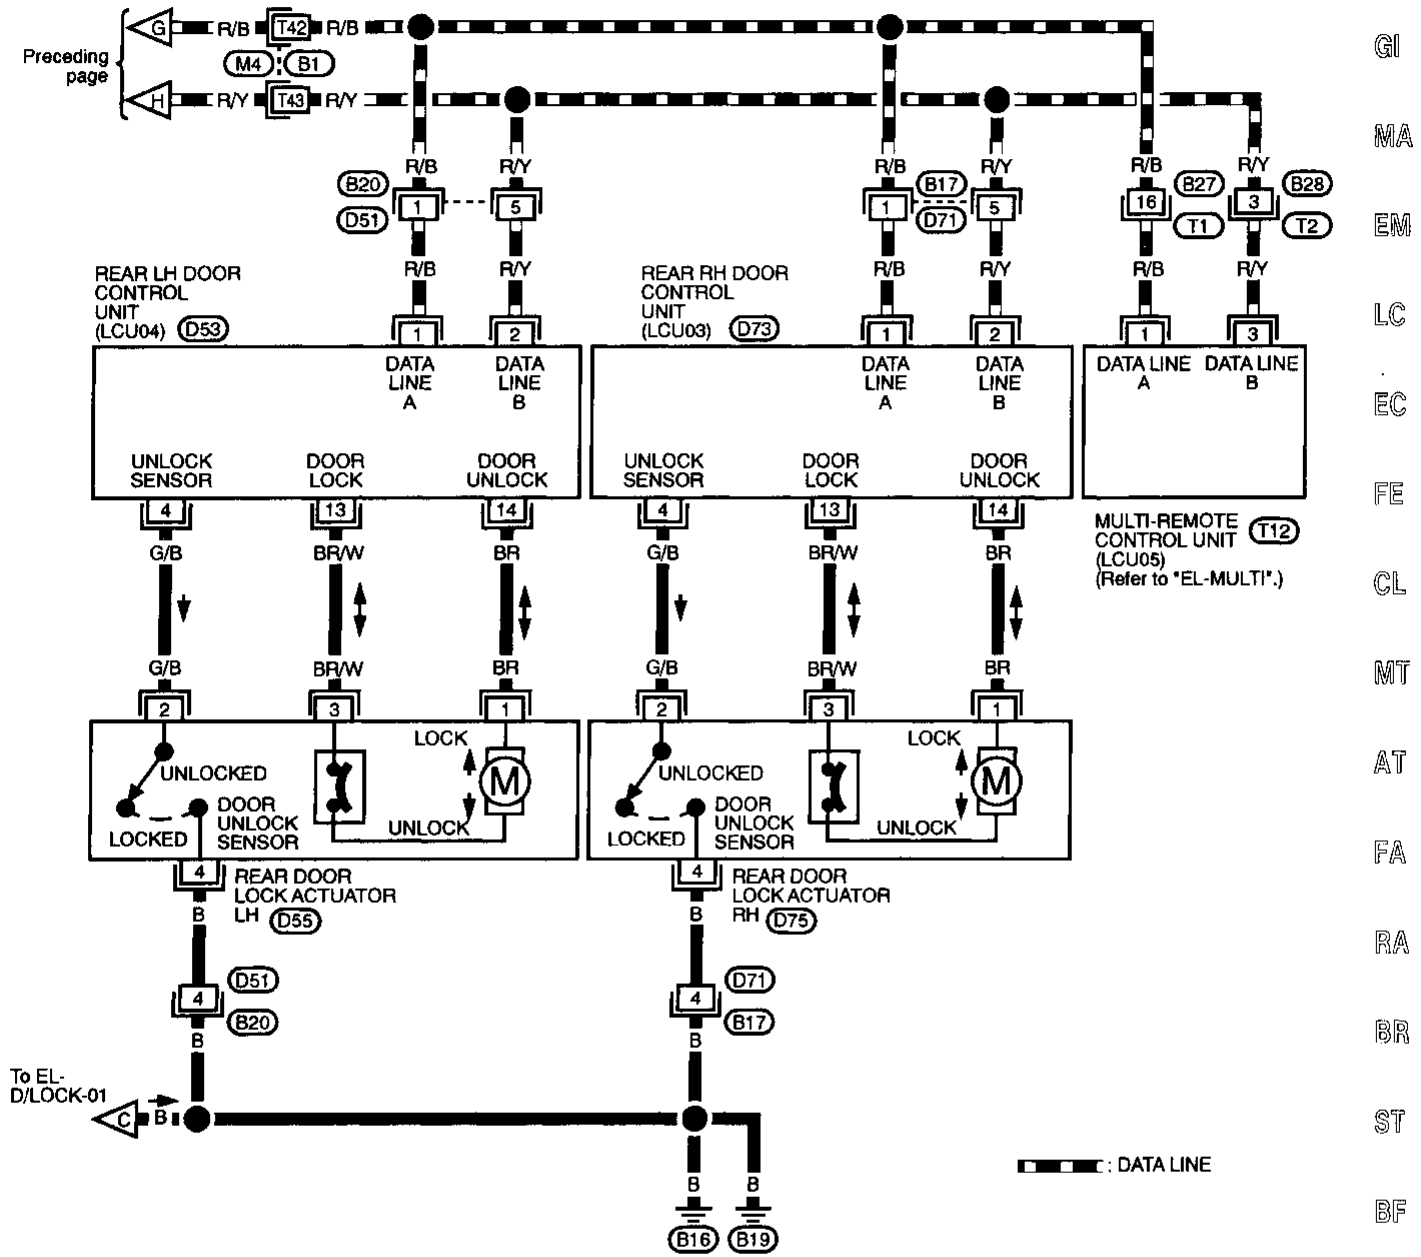 G R/B T42 R/B
Preceding
page
M4 B1
H R/Y T43 R/Y
GI
MA
EM
LC
EC
FE
CL
MT
AT
FA
RA
BR
ST
BF
R/B R/Y R/B R/Y R/B R/Y
B20 B17 B27 B28
1 5 1 5 16 3
D51 D71 T1 T2
R/B R/Y R/B R/Y R/B R/Y
REAR LH DOOR
CONTROL
UNIT
(LCU04) D53
1 2
REAR RH DOOR
CONTROL
UNIT
(LCU03) D73
1 2
1 3
DATA
LINE
A
DATA
LINE
B
DATA
LINE
A
DATA
LINE
B
DATA LINE
A
DATA LINE
B
UNLOCK
SENSOR
DOOR
LOCK
DOOR
UNLOCK
UNLOCK
SENSOR
DOOR
LOCK
DOOR
UNLOCK
4 13 14 4 13 14
MULTI-REMOTE
CONTROL UNIT T12
(LCU05)
(Refer to "EL-MULTI".)
G/B BR/W BR G/B BR/W BR
G/B BR/W BR G/B BR/W BR
2 3 1 2 3 1
LOCK
UNLOCKED
M
DOOR
UNLOCK
SENSOR
LOCKED
UNLOCK
LOCK
UNLOCKED
M
DOOR
UNLOCK
SENSOR
LOCKED
UNLOCK
4
REAR DOOR
LOCK ACTUATOR
LH D55
4
REAR DOOR
LOCK ACTUATOR
RH D75
B B
D51 D71
4 4
B20 B17
B B
To EL-
D/LOCK-01
C B
: DATA LINE
B B
B16 B19